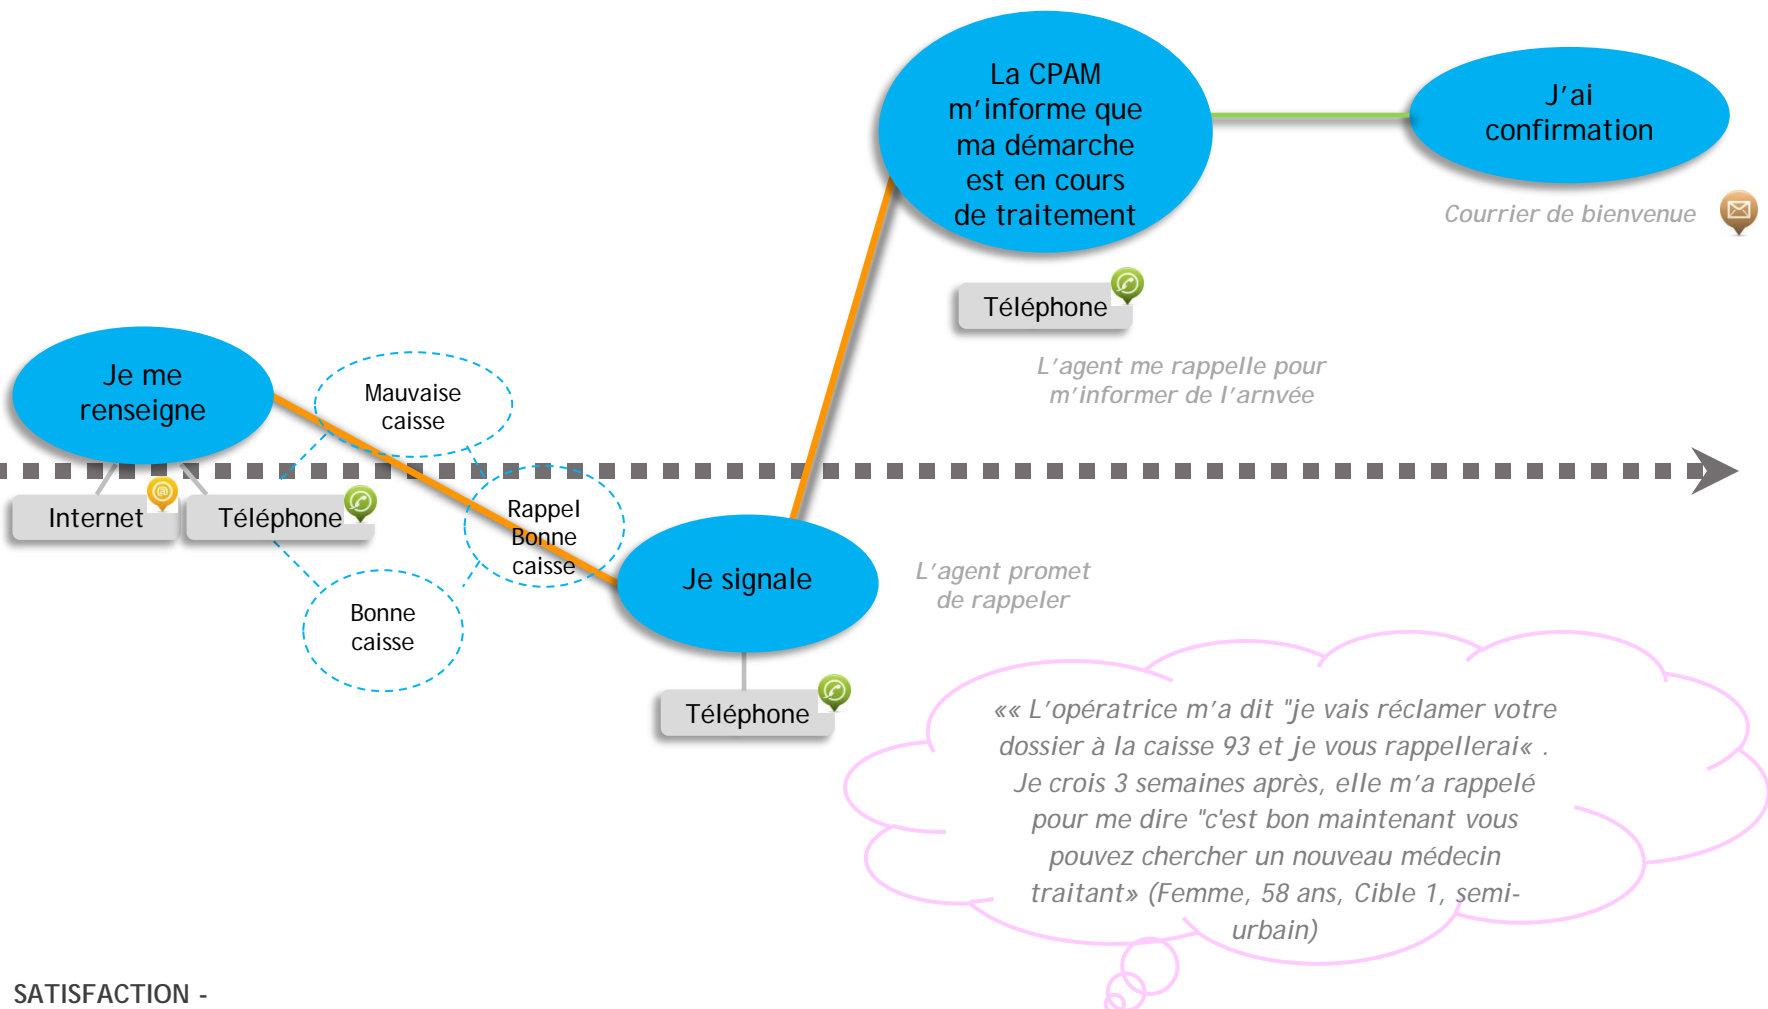 La CPAM
m’informe que
ma démarche
est en cours
de traitement
J’ai
confirmation
Courrier de bienvenue
Téléphone
L’agent me rappelle pour
m’informer de l’arnvée
Je me
renseigne
Mauvaise
caisse
Internet
Téléphone
Rappel
Bonne
caisse
Bonne
caisse
Je signale
L’agent promet
de rappeler
Téléphone
«« L’opératrice m’a dit "je vais réclamer votre
dossier à la caisse 93 et je vous rappellerai« .
Je crois 3 semaines après, elle m’a rappelé
pour me dire "c'est bon maintenant vous
pouvez chercher un nouveau médecin
traitant» (Femme, 58 ans, Cible 1, semi-
urbain)
SATISFACTION -